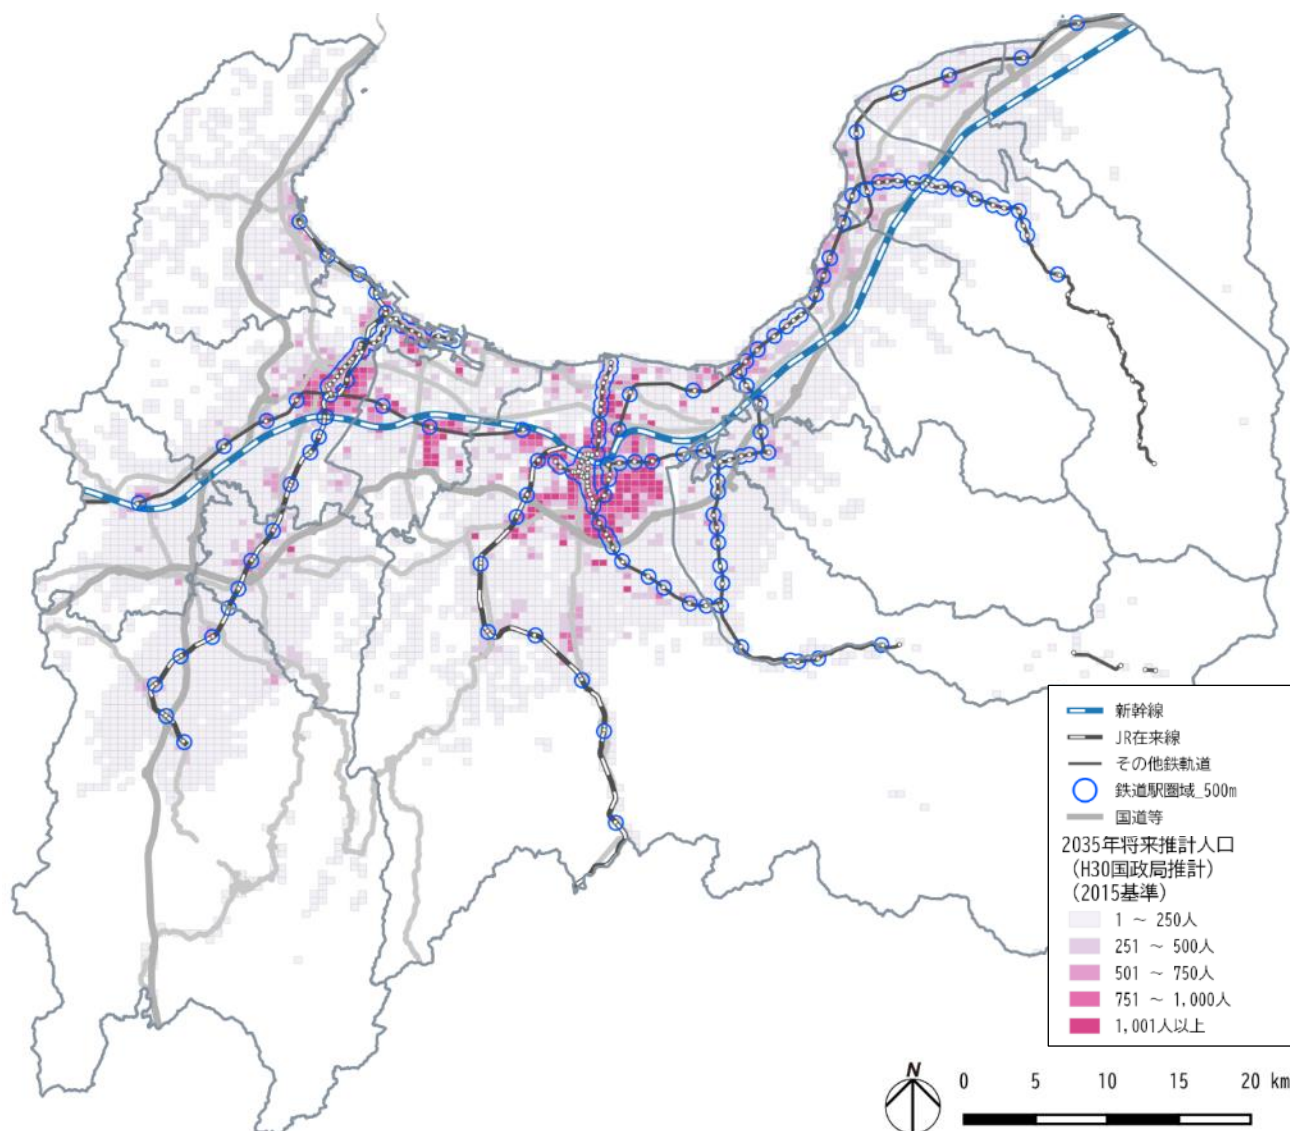 新幹線
JR在来線
その他鉄軌道
鉄道駅圏域_500m
国道等
2035年将来推計人口
(H30国政局推計)
(2015基準)
1 ~ 250人
251 ~ 500人
501 ~ 750人
751 ~ 1,000人
1,001人以上
N
0 5 10 15 20 km